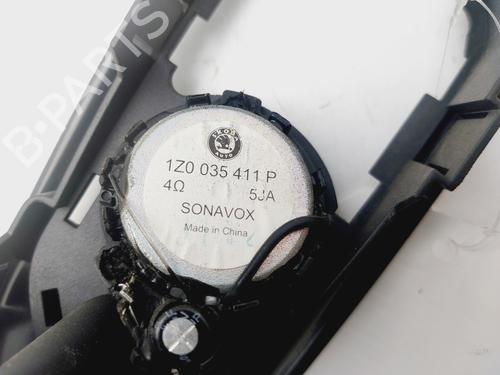 B-PARTS
SKODA
AUTO
1Z0 035 411 P
4Ω 5JA
SONAVOX
Made in China